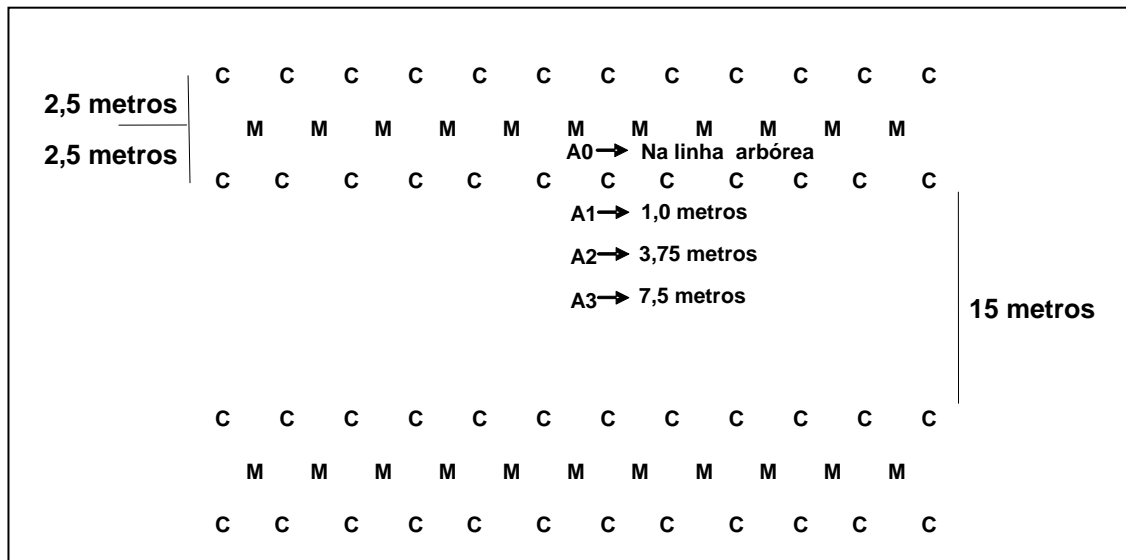 C C C C C C C C C C C C
2,5 metros
M M M M M M M M M M M
A0 → Na linha arbórea
2,5 metros
C C C C C C C C C C C C
A1 → 1,0 metros
A2 → 3,75 metros
A3 → 7,5 metros
15 metros
C C C C C C C C C C C C
M M M M M M M M M M M
C C C C C C C C C C C C